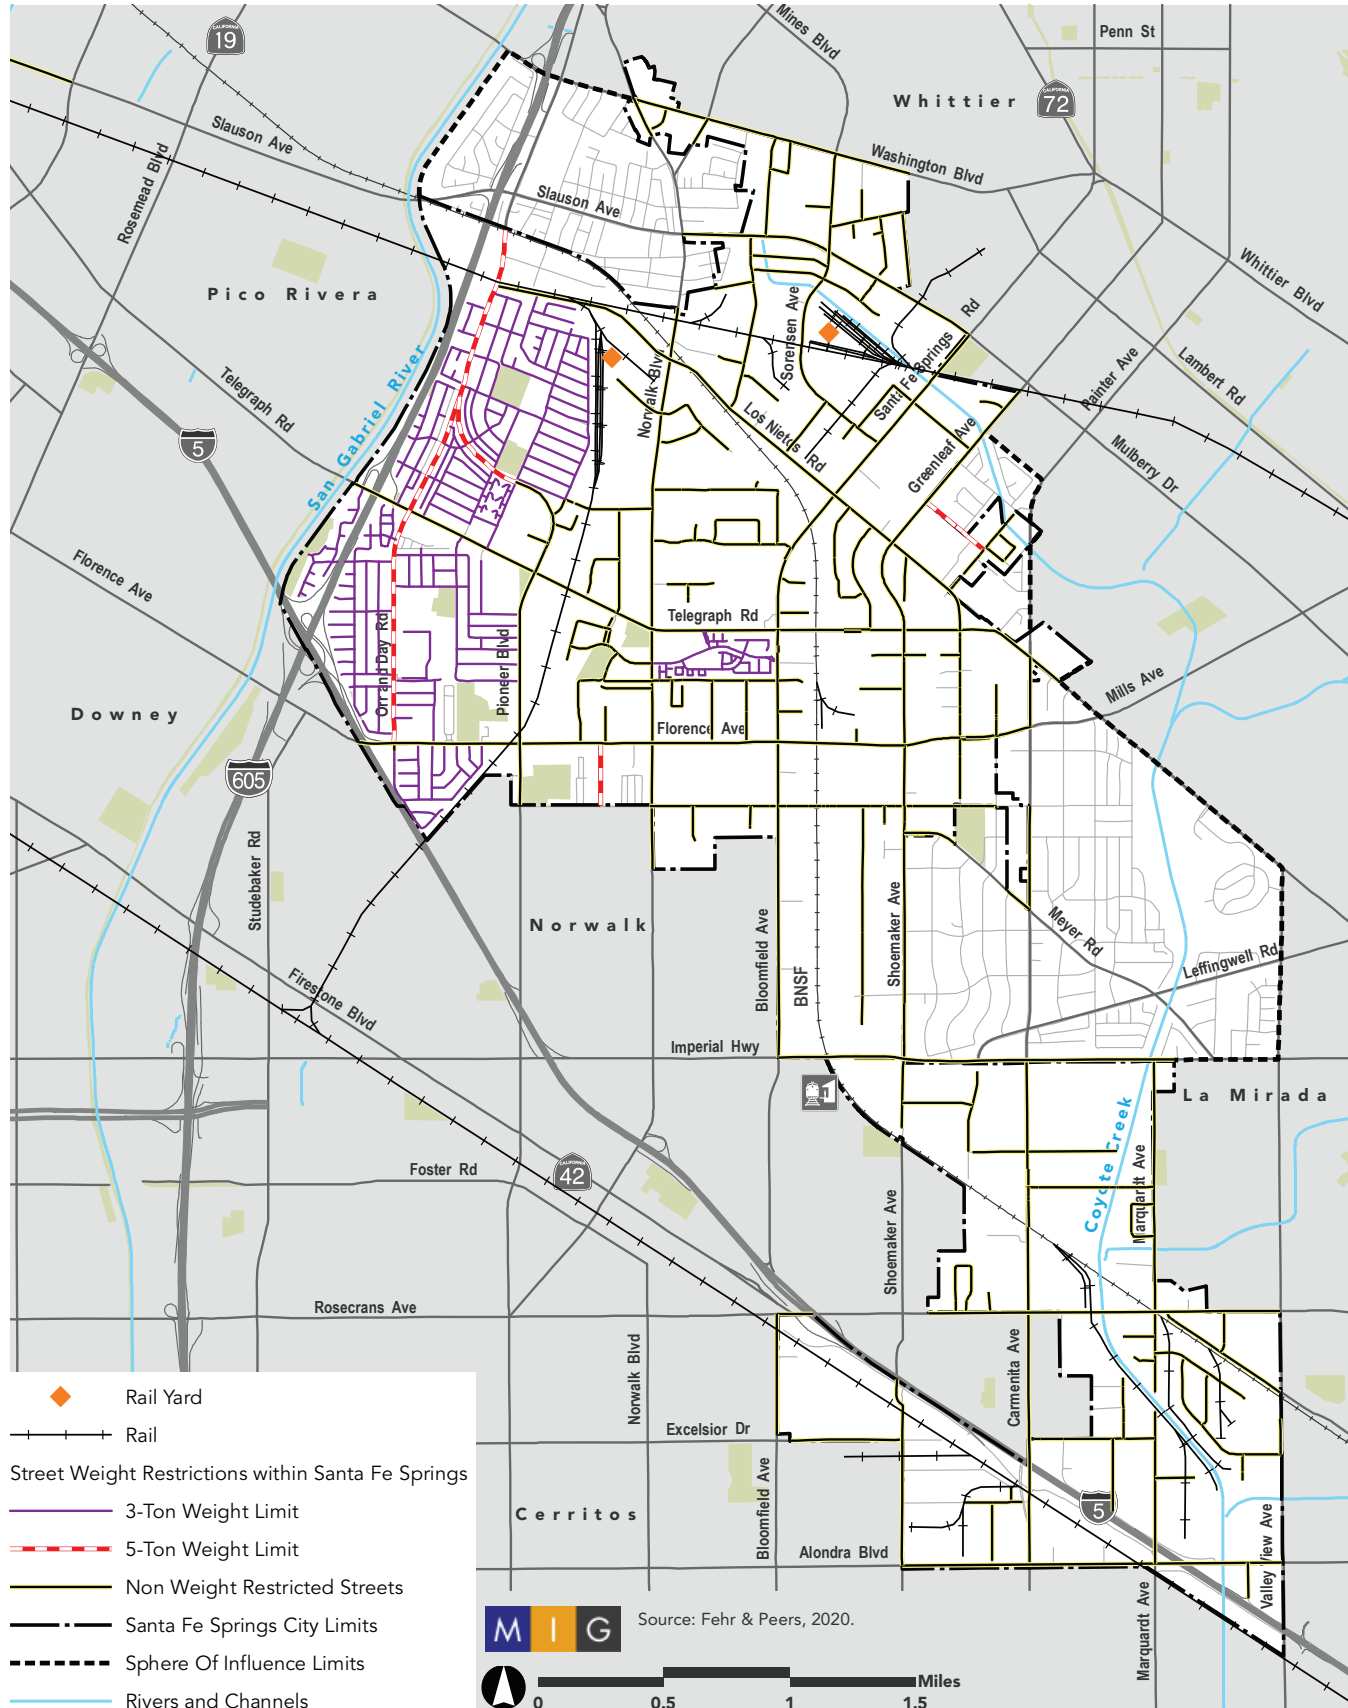 Penn St
CALIFORNIA
19
Mines Blvd
Whittier
CALIFORNIA
72
Slauson Ave
Washington Blvd
Rosemead Blvd
Slauson Ave
Whittier Blvd
Pico Rivera
Sorensen Ave
Santa Fe Springs Rd
Lambert Rd
Painter Ave
San Gabriel River
Telegraph Rd
Norwalk Blvd
Los Nietos Rd
Greenleaf Ave
Mulberry Dr
5
Florence Ave
Telegraph Rd
Orr and Day Rd
Pioneer Blvd
Mills Ave
Downey
Florence Ave
605
Studebaker Rd
Norwalk
Bloomfield Ave
BNSF
Shoemaker Ave
Meyer Rd
Leffingwell Rd
Firestone Blvd
Imperial Hwy
La Mirada
Coyote Creek
Marquardt Ave
Foster Rd
CALIFORNIA
42
Shoemaker Ave
Rosecrans Ave
Norwalk Blvd
Carmenita Ave
Excelsior Dr
Bloomfield Ave
Cerritos
5
Alondra Blvd
Valley View Ave
Marquardt Ave
Rail Yard
Rail
Street Weight Restrictions within Santa Fe Springs
3-Ton Weight Limit
5-Ton Weight Limit
Non Weight Restricted Streets
Santa Fe Springs City Limits
Sphere Of Influence Limits
Rivers and Channels
M I G
Source: Fehr & Peers, 2020.
Miles
0 0.5 1 1.5